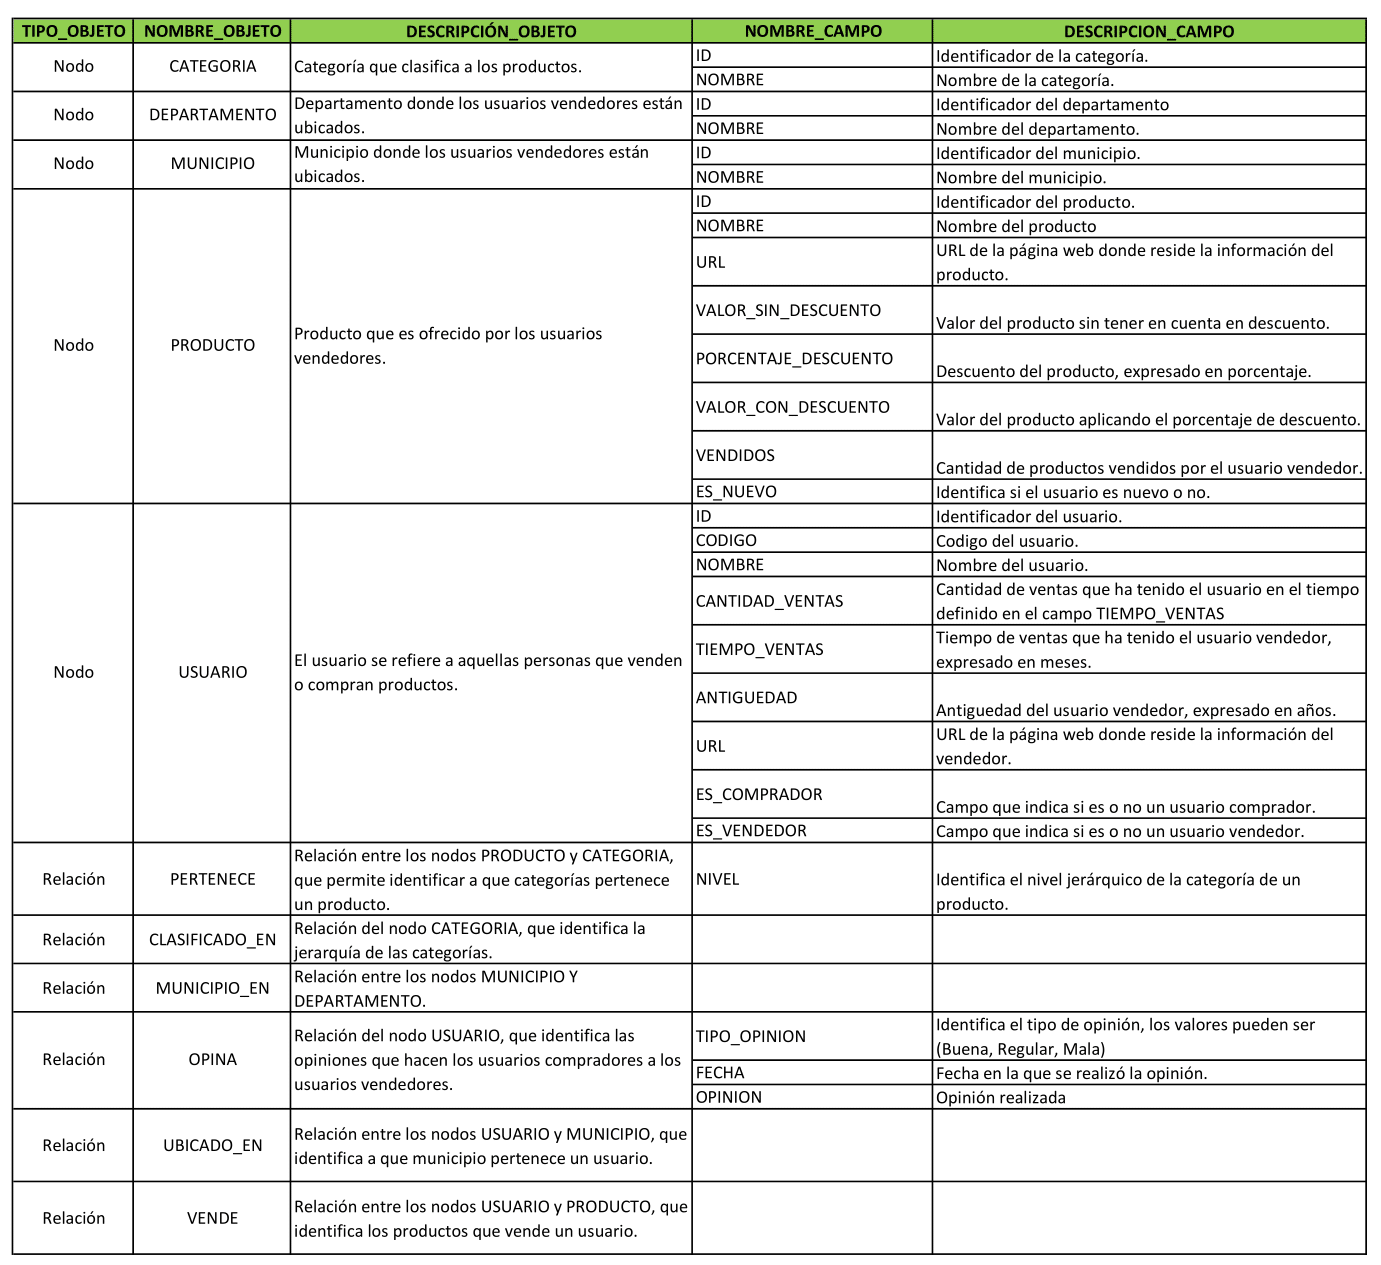 TIPO_OBJETO NOMBRE_OBJETO DESCRIPCIÓN_OBJETO NOMBRE_CAMPO DESCRIPCION_CAMPO
Nodo
CATEGORIA
Categoría que clasifica a los productos.
ID
Identificador de la categoría.
NOMBRE
Nombre de la categoría.
Nodo
DEPARTAMENTO
Departamento donde los usuarios vendedores están
ubicados.
ID
Identificador del departamento
NOMBRE
Nombre del departamento.
Nodo
MUNICIPIO
Municipio donde los usuarios vendedores están
ubicados.
ID
Identificador del municipio.
NOMBRE
Nombre del municipio.
Nodo
PRODUCTO
Producto que es ofrecido por los usuarios
vendedores.
ID
Identificador del producto.
NOMBRE
Nombre del producto
URL
URL de la página web donde reside la información del
producto.
VALOR_SIN_DESCUENTO
Valor del producto sin tener en cuenta en descuento.
PORCENTAJE_DESCUENTO
Descuento del producto, expresado en porcentaje.
VALOR_CON_DESCUENTO
Valor del producto aplicando el porcentaje de descuento.
VENDIDOS
Cantidad de productos vendidos por el usuario vendedor.
ES_NUEVO
Identifica si el usuario es nuevo o no.
Nodo
USUARIO
El usuario se refiere a aquellas personas que venden
o compran productos.
ID
Identificador del usuario.
CODIGO
Codigo del usuario.
NOMBRE
Nombre del usuario.
CANTIDAD_VENTAS
Cantidad de ventas que ha tenido el usuario en el tiempo
definido en el campo TIEMPO_VENTAS
TIEMPO_VENTAS
Tiempo de ventas que ha tenido el usuario vendedor,
expresado en meses.
ANTIGUEDAD
Antiguedad del usuario vendedor, expresado en años.
URL
URL de la página web donde reside la información del
vendedor.
ES_COMPRADOR
Campo que indica si es o no un usuario comprador.
ES_VENDEDOR
Campo que indica si es o no un usuario vendedor.
Relación
PERTENECE
Relación entre los nodos PRODUCTO y CATEGORIA,
que permite identificar a que categorías pertenece
un producto.
NIVEL
Identifica el nivel jerárquico de la categoría de un
producto.
Relación
CLASIFICADO_EN
Relación del nodo CATEGORIA, que identifica la
jerarquía de las categorías.
Relación
MUNICIPIO_EN
Relación entre los nodos MUNICIPIO Y
DEPARTAMENTO.
Relación
OPINA
Relación del nodo USUARIO, que identifica las
opiniones que hacen los usuarios compradores a los
usuarios vendedores.
TIPO_OPINION
Identifica el tipo de opinión, los valores pueden ser
(Buena, Regular, Mala)
FECHA
Fecha en la que se realizó la opinión.
OPINION
Opinión realizada
Relación
UBICADO_EN
Relación entre los nodos USUARIO y MUNICIPIO, que
identifica a que municipio pertenece un usuario.
Relación
VENDE
Relación entre los nodos USUARIO y PRODUCTO, que
identifica los productos que vende un usuario.